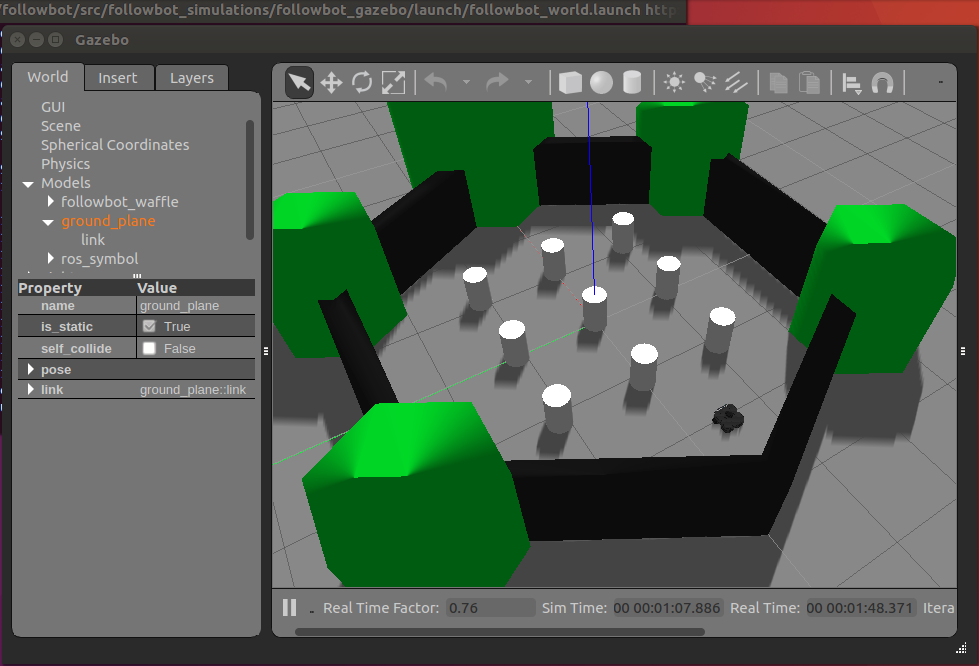 /followbot/src/followbot_simulations/followbot_gazebo/launch/followbot_world.launch http
Gazebo
World Insert Layers
GUI
Scene
Spherical Coordinates
Physics
Models
followbot_waffle
ground_plane
link
ros_symbol
Property Value
name ground_plane
is_static True
self_collide False
pose
link ground_plane::link
Real Time Factor: 0.76 Sim Time: 00 00:01:07.886 Real Time: 00 00:01:48.371 Itera